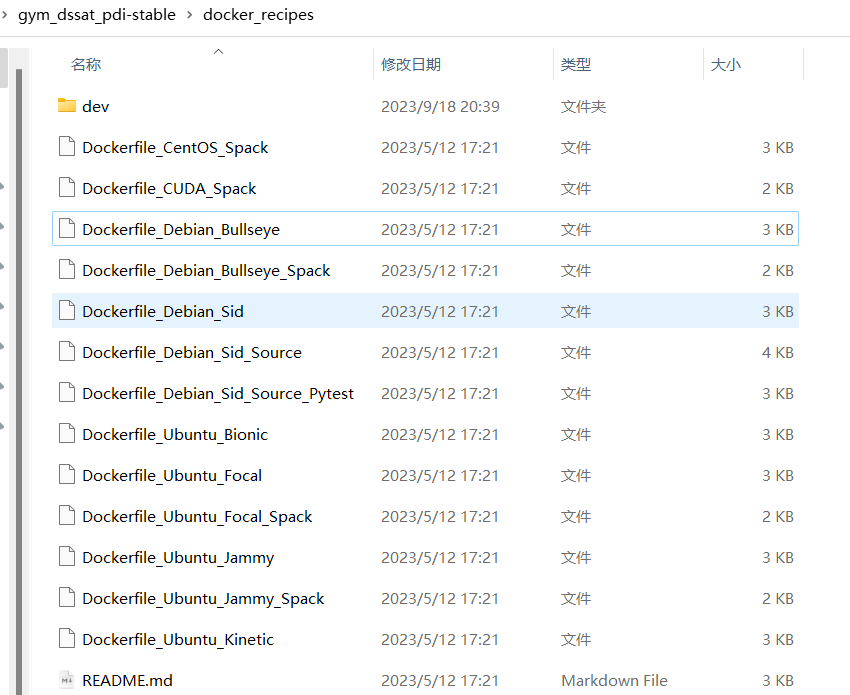 › gym_dssat_pdi-stable › docker_recipes
名称 修改日期 类型 大小
dev 2023/9/18 20:39 文件夹
Dockerfile_CentOS_Spack 2023/5/12 17:21 文件 3 KB
Dockerfile_CUDA_Spack 2023/5/12 17:21 文件 2 KB
Dockerfile_Debian_Bullseye 2023/5/12 17:21 文件 3 KB
Dockerfile_Debian_Bullseye_Spack 2023/5/12 17:21 文件 2 KB
Dockerfile_Debian_Sid 2023/5/12 17:21 文件 3 KB
Dockerfile_Debian_Sid_Source 2023/5/12 17:21 文件 4 KB
Dockerfile_Debian_Sid_Source_Pytest 2023/5/12 17:21 文件 3 KB
Dockerfile_Ubuntu_Bionic 2023/5/12 17:21 文件 3 KB
Dockerfile_Ubuntu_Focal 2023/5/12 17:21 文件 3 KB
Dockerfile_Ubuntu_Focal_Spack 2023/5/12 17:21 文件 2 KB
Dockerfile_Ubuntu_Jammy 2023/5/12 17:21 文件 3 KB
Dockerfile_Ubuntu_Jammy_Spack 2023/5/12 17:21 文件 2 KB
Dockerfile_Ubuntu_Kinetic 2023/5/12 17:21 文件 3 KB
README.md 2023/5/12 17:21 Markdown File 3 KB